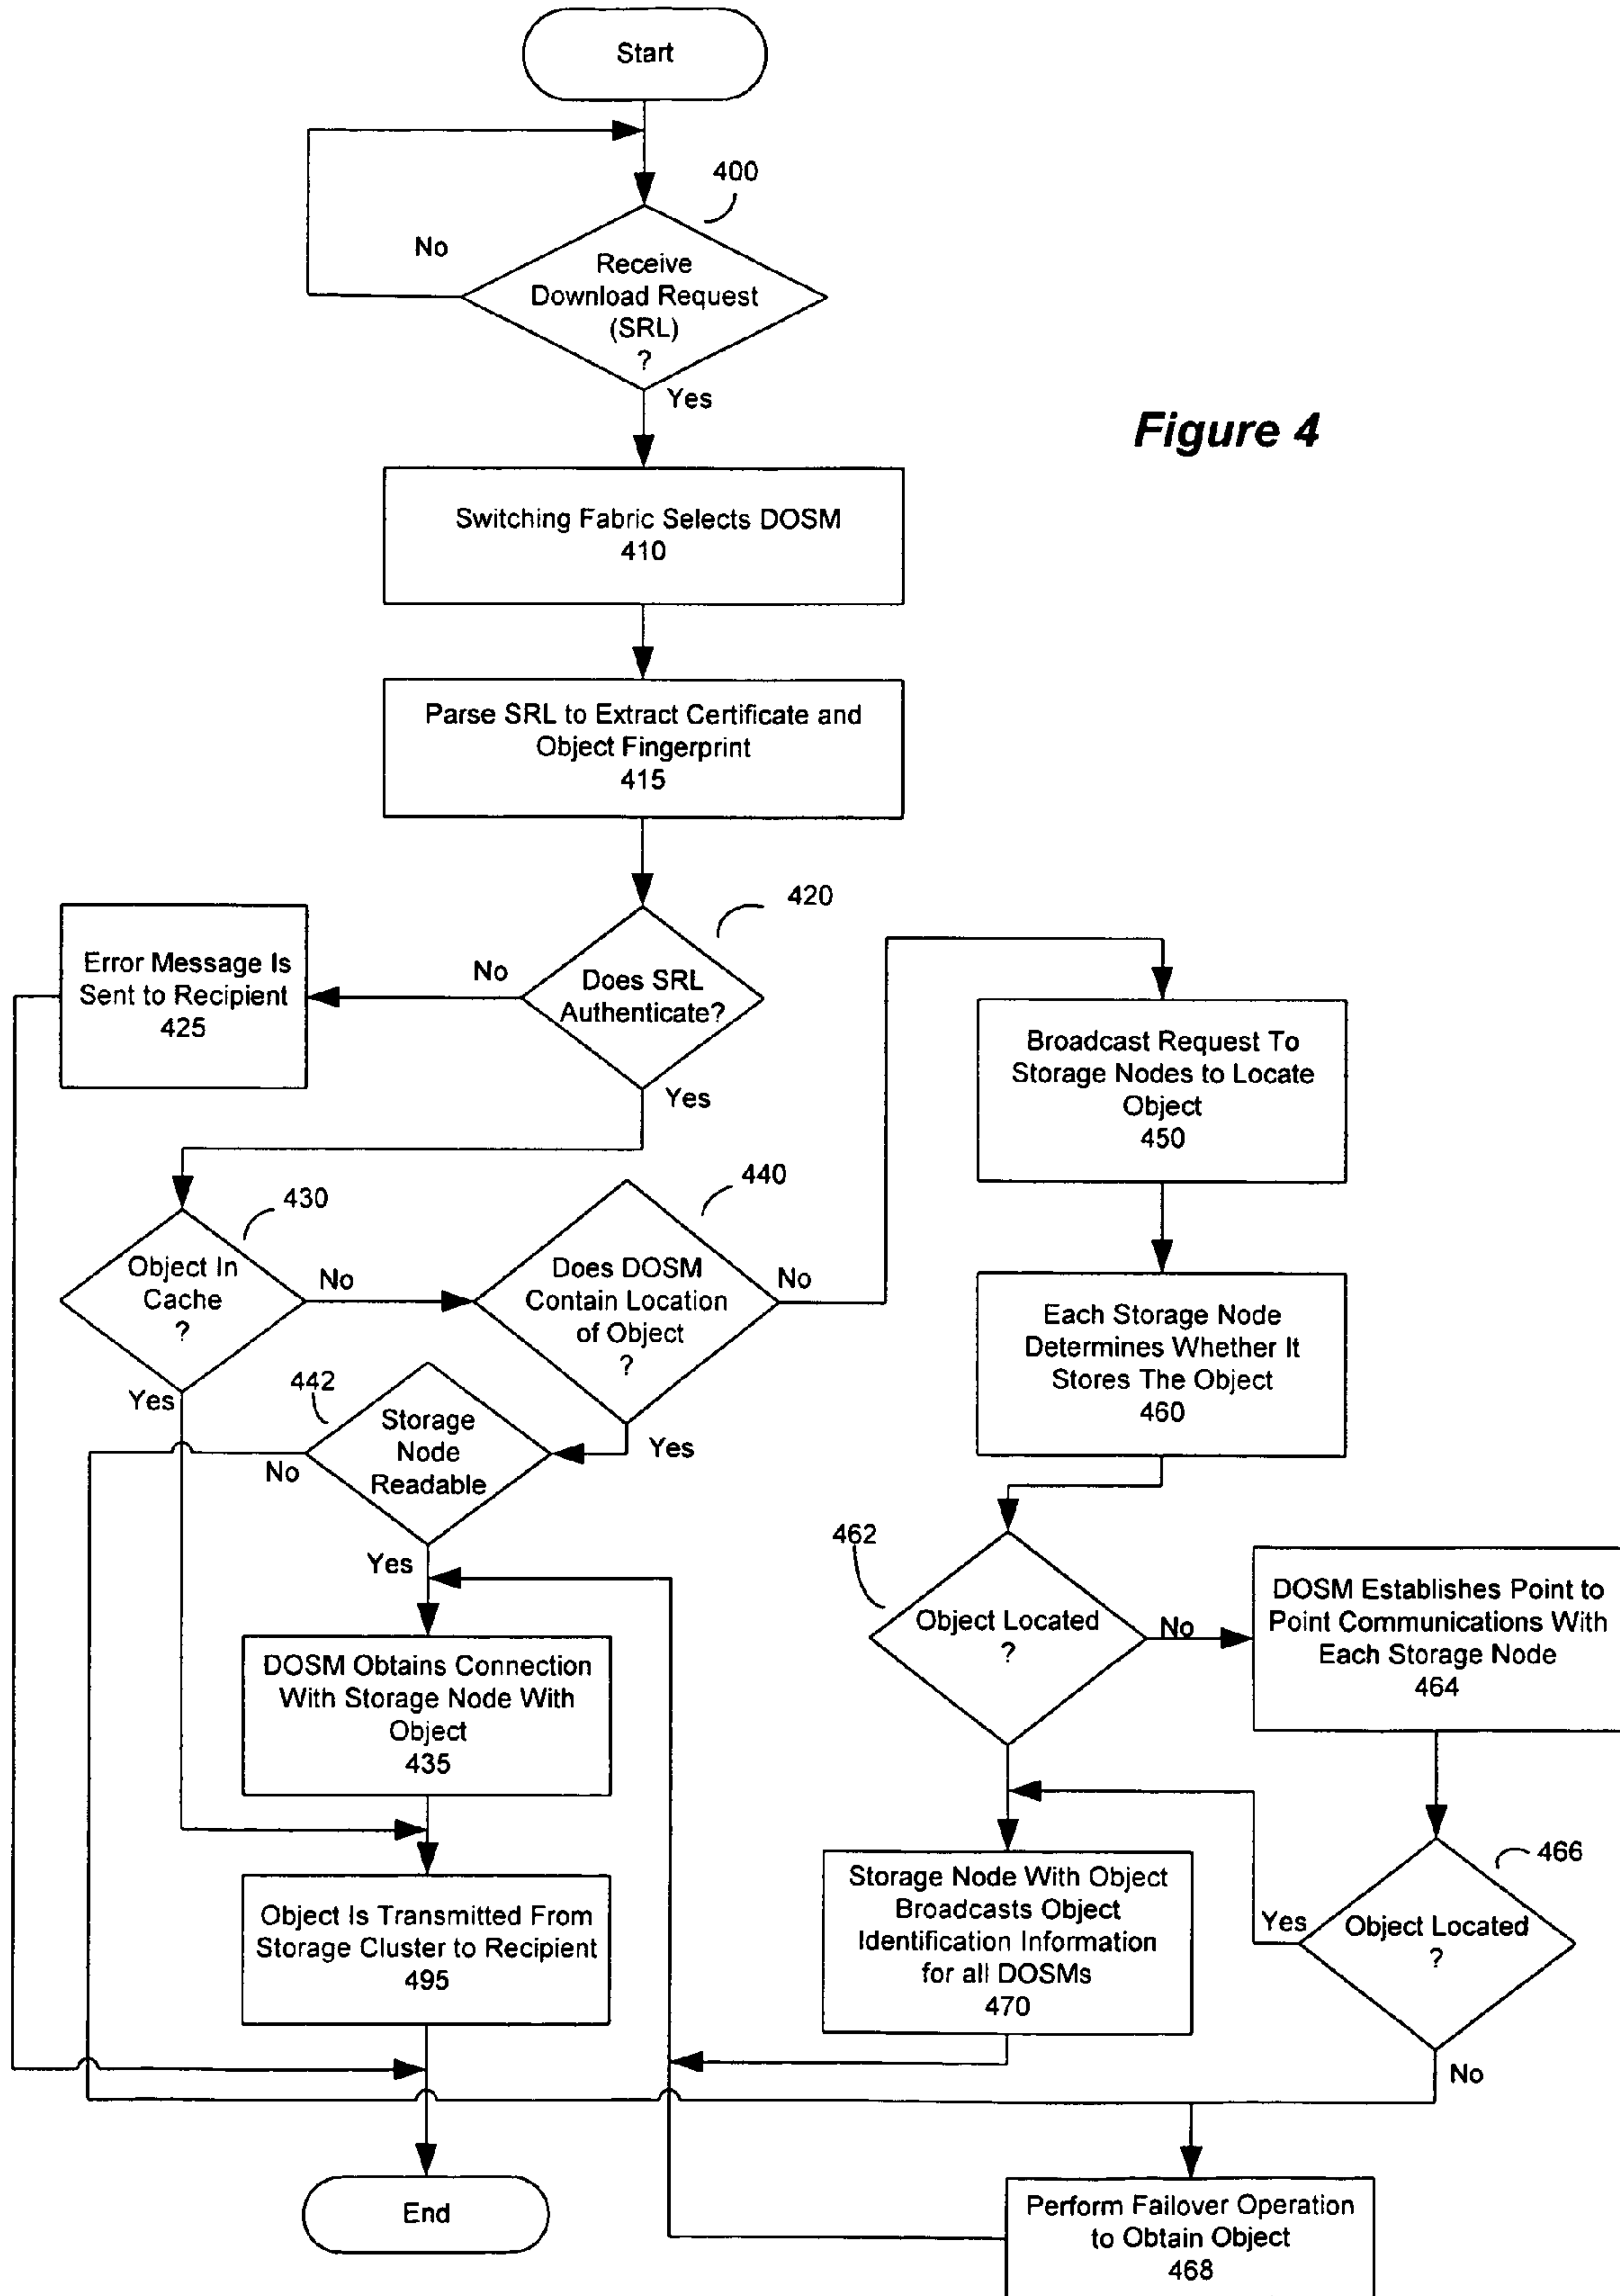 Start
400
No
Receive
Download Request
(SRL)
?
Yes
Figure 4
Switching Fabric Selects DOSM
410
Parse SRL to Extract Certificate and
Object Fingerprint
415
420
Error Message Is
Sent to Recipient
425
No
Does SRL
Authenticate?
Yes
Broadcast Request To
Storage Nodes to Locate
Object
450
430
Object In
Cache
?
No
Yes
440
Does DOSM
Contain Location
of Object
?
No
Yes
Each Storage Node
Determines Whether It
Stores The Object
460
442
Storage
Node
Readable
No
Yes
462
Object Located
?
No
DOSM Establishes Point to
Point Communications With
Each Storage Node
464
DOSM Obtains Connection
With Storage Node With
Object
435
466
Object Located
?
Yes
No
Storage Node With Object
Broadcasts Object
Identification Information
for all DOSMs
470
Object Is Transmitted From
Storage Cluster to Recipient
495
End
Perform Failover Operation
to Obtain Object
468